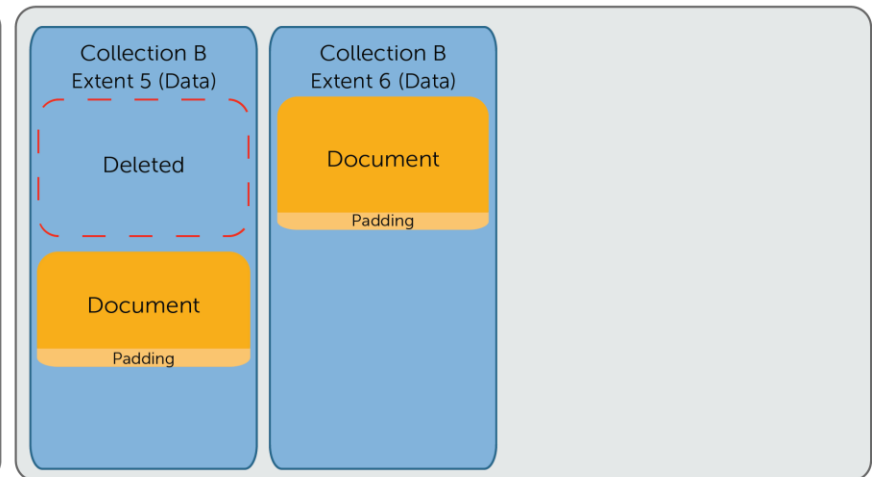 Collection B
Extent 5 (Data)
Deleted
Document
Padding
Collection B
Extent 6 (Data)
Document
Padding